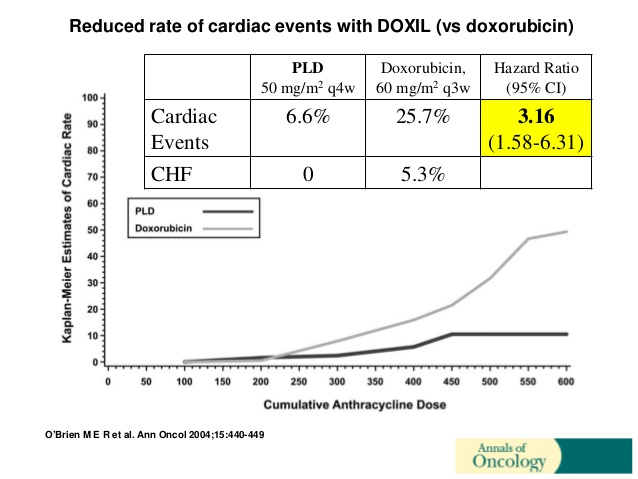 Reduced rate of cardiac events with DOXIL (vs doxorubicin)
PLD
50 mg/m² q4w
Doxorubicin,
60 mg/m² q3w
Hazard Ratio
(95% CI)
Cardiac
Events
6.6%
25.7%
3.16
(1.58-6.31)
CHF
0
5.3%
Kaplan-Meier Estimates of Cardiac Rate
100
90
80
70
60
50
40
30
20
10
0
PLD
Doxorubicin
0 50 100 150 200 250 300 350 400 450 500 550 600
Cumulative Anthracycline Dose
O'Brien M E R et al. Ann Oncol 2004;15:440-449
Annals of
Oncology